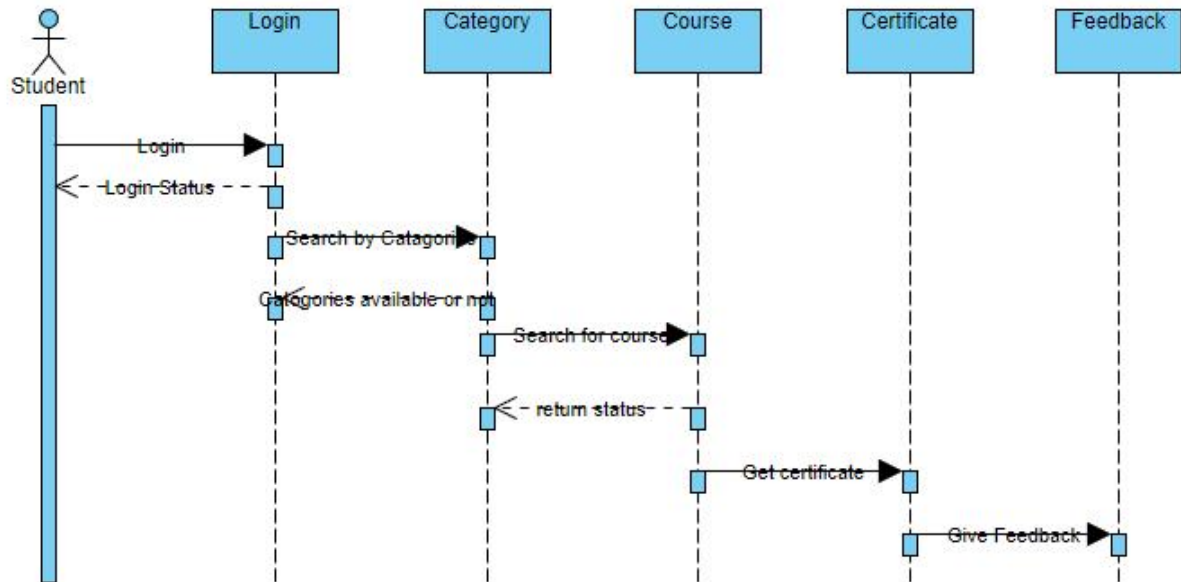 Login
Category
Course
Certificate
Feedback
Student
Login
Login Status
Search by Catagories
Catogories available or not
Search for course
return status
Get certificate
Give Feedback